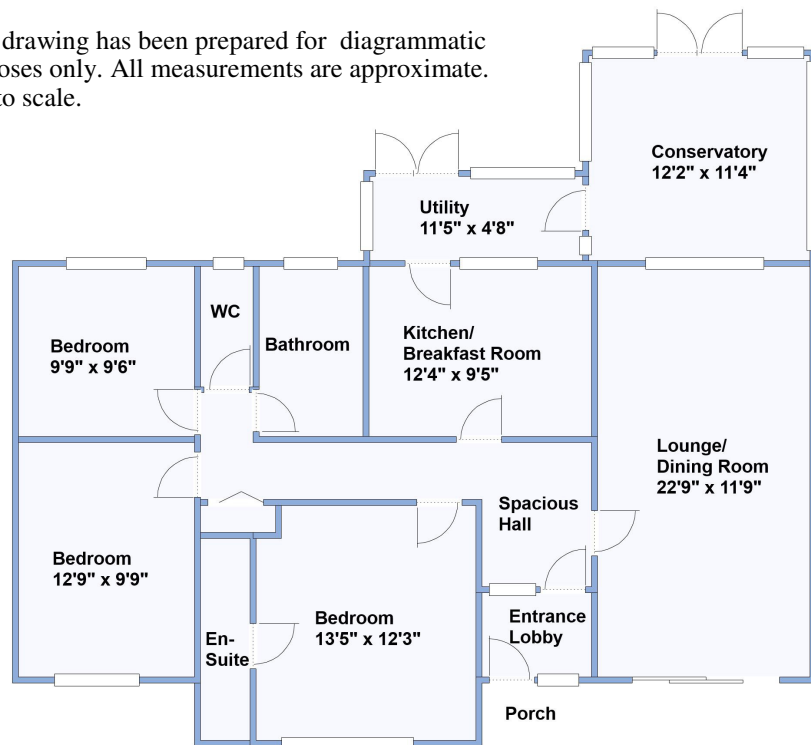 drawing has been prepared for diagrammatic
oses only. All measurements are approximate.
to scale.
Conservatory
12'2" x 11'4"
Utility
11'5" x 4'8"
WC
Bathroom
Kitchen/
Breakfast Room
12'4" x 9'5"
Bedroom
9'9" x 9'6"
Lounge/
Dining Room
22'9" x 11'9"
Spacious
Hall
Bedroom
12'9" x 9'9"
En-
Suite
Bedroom
13'5" x 12'3"
Entrance
Lobby
Porch